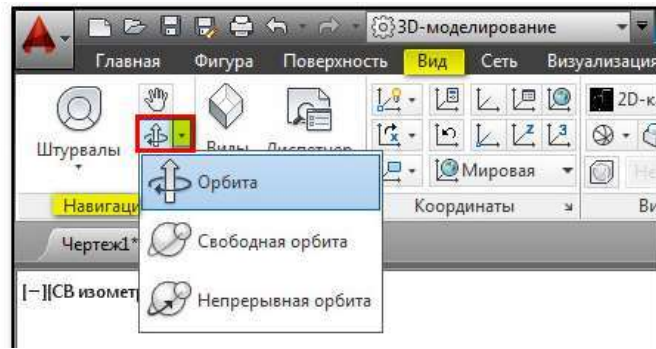 3D-моделирование
Главная Фигура Поверхность Вид Сеть Визуализация
2D-к
Штурвалы Виды Диспетчер
Мировая
Орбита
Навигаци Координаты Ви
Чертеж1*
Свободная орбита
[–][СВ изомет
Непрерывная орбита